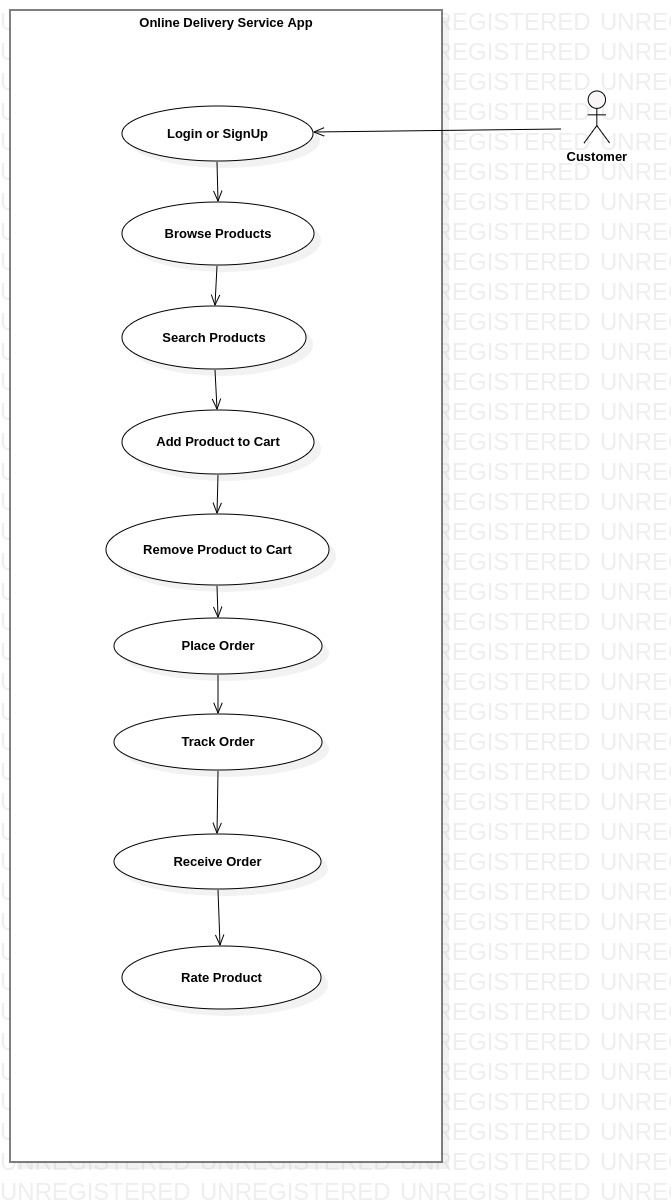 Online Delivery Service App
Login or SignUp
Customer
Browse Products
Search Products
Add Product to Cart
Remove Product to Cart
Place Order
Track Order
Receive Order
Rate Product
UNREGISTERED UNREGISTERED UNREGISTERED